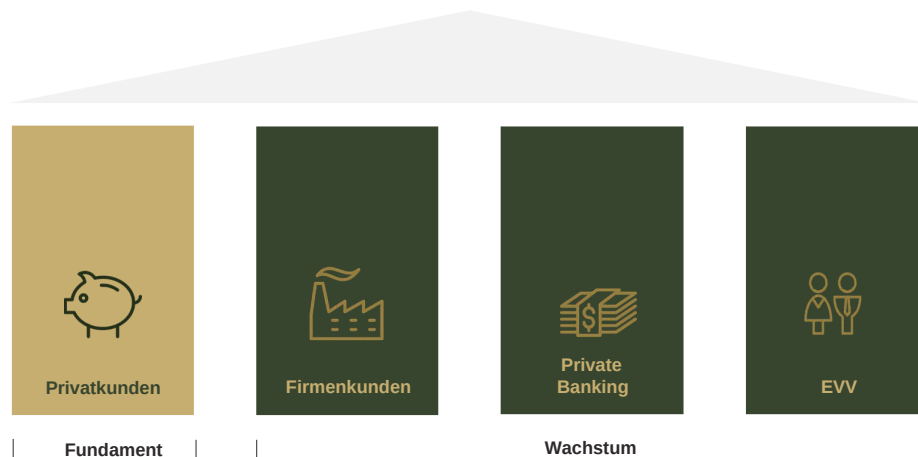 Privatkunden
Firmenkunden
Private
Banking
EVV
Fundament
Wachstum